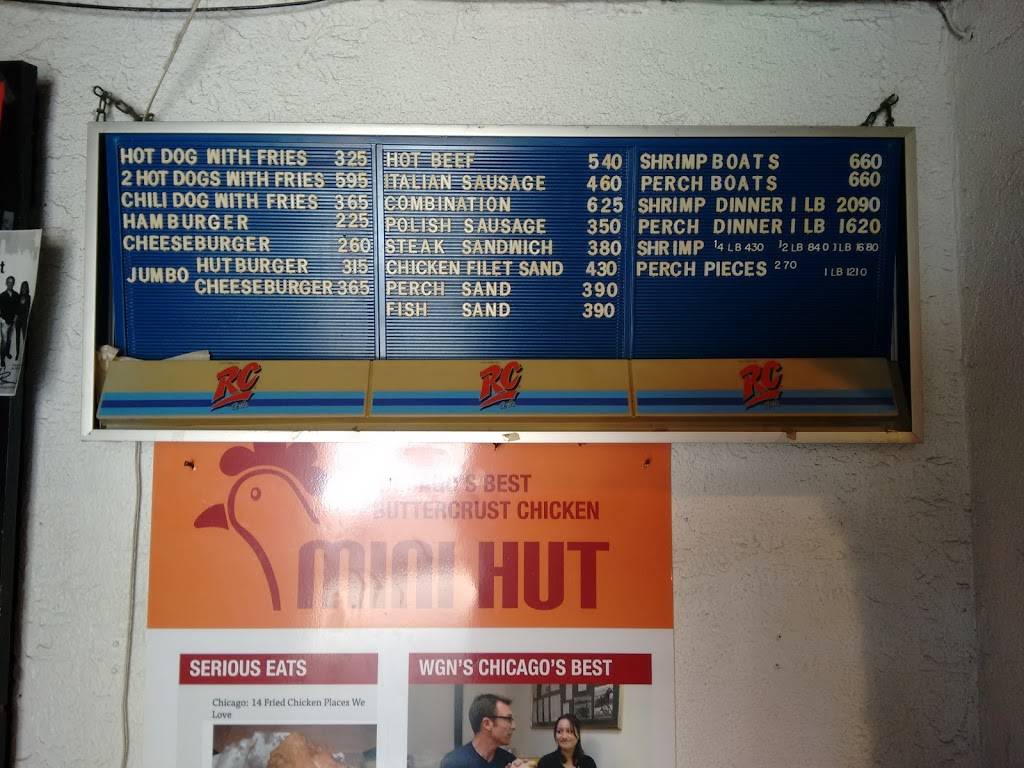 HOT DOG WITH FRIES 325
2 HOT DOGS WITH FRIES 595
CHILI DOG WITH FRIES 365
HAMBURGER 225
CHEESEBURGER 260
JUMBO HUTBURGER 315
CHEESEBURGER 365
HOT BEEF 540
ITALIAN SAUSAGE 460
COMBINATION 625
POLISH SAUSAGE 350
STEAK SANDWICH 380
CHICKEN FILET SAND 430
PERCH SAND 390
FISH SAND 390
SHRIMP BOATS 660
PERCH BOATS 660
SHRIMP DINNER 1 LB 2090
PERCH DINNER 1 LB 1620
SHRIMP 1/4 LB 430 1/2 LB 840 1 LB 1680
PERCH PIECES 270 1 LB 1210
RC
RC
RC
BEST
BUTTERCRUST CHICKEN
MINI HUT
SERIOUS EATS
WGN'S CHICAGO'S BEST
Chicago: 14 Fried Chicken Places We
Love